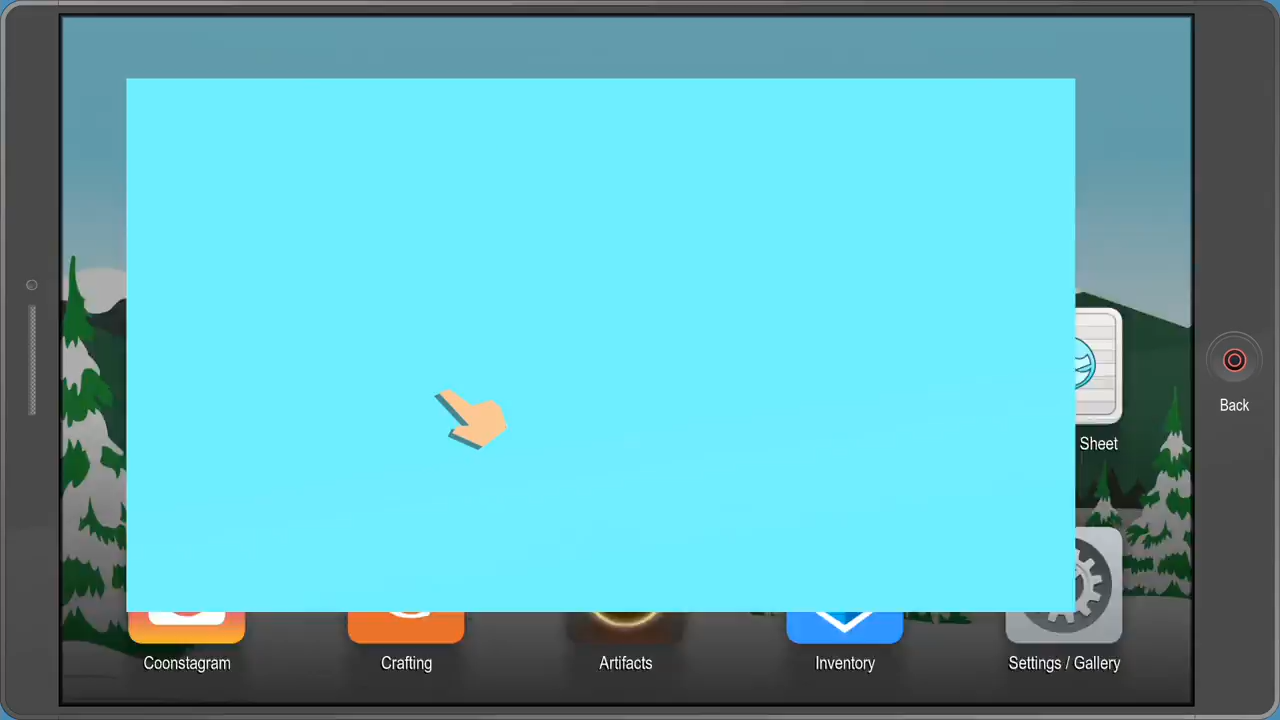 Back
Sheet
Coonstagram
Crafting
Artifacts
Inventory
Settings / Gallery